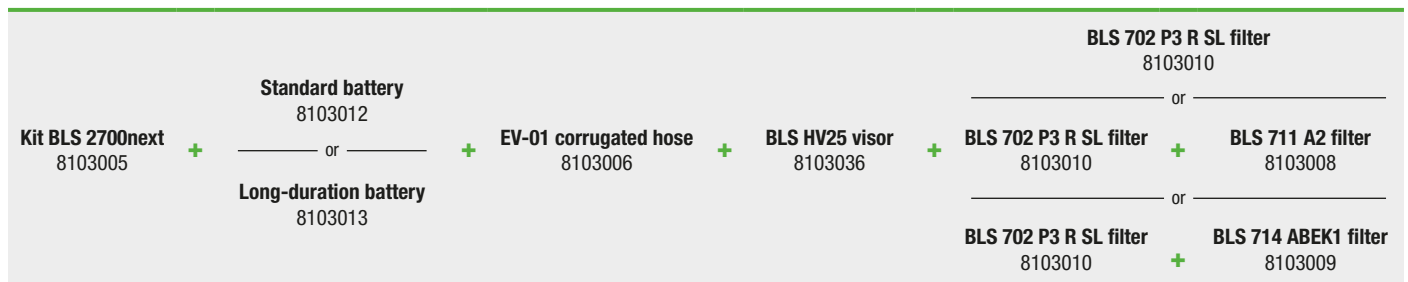 Kit BLS 2700next
8103005
+
Standard battery
8103012
or
Long-duration battery
8103013
+
EV-01 corrugated hose
8103006
+
BLS HV25 visor
8103036
+
BLS 702 P3 R SL filter
8103010
or
BLS 702 P3 R SL filter
8103010
+
BLS 711 A2 filter
8103008
or
BLS 702 P3 R SL filter
8103010
+
BLS 714 ABEK1 filter
8103009